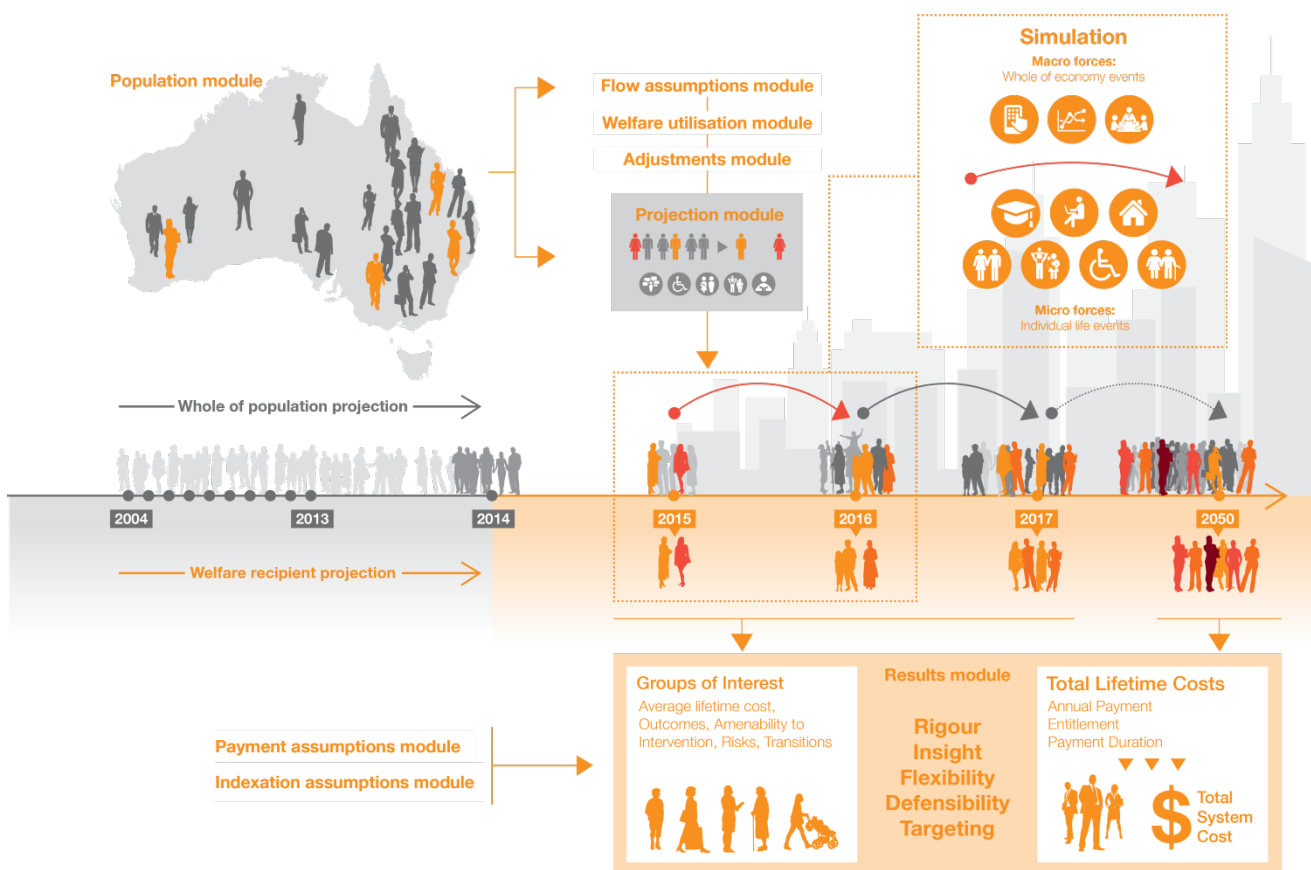 Population module
Flow assumptions module
Welfare utilisation module
Adjustments module
Projection module
Simulation
Macro forces:
Whole of economy events
Micro forces:
Individual life events
Whole of population projection
2004
2013
2014
2015
2016
2017
2050
Welfare recipient projection
Payment assumptions module
Indexation assumptions module
Groups of Interest
Average lifetime cost,
Outcomes, Amenability to
Intervention, Risks, Transitions
Results module
Rigour
Insight
Flexibility
Defensibility
Targeting
Total Lifetime Costs
Annual Payment
Entitlement
Payment Duration
$ Total
System
Cost